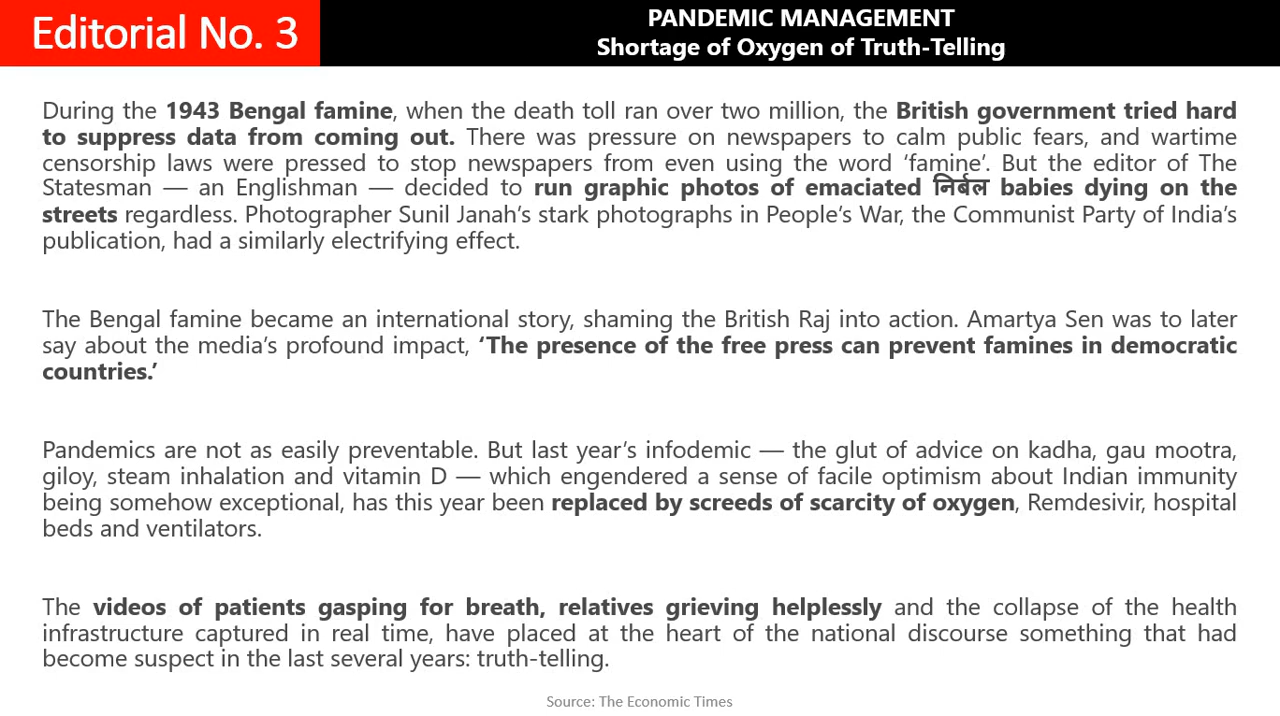 Editorial No. 3
PANDEMIC MANAGEMENT
Shortage of Oxygen of Truth-Telling
During the 1943 Bengal famine, when the death toll ran over two million, the British government tried hard
to suppress data from coming out. There was pressure on newspapers to calm public fears, and wartime
censorship laws were pressed to stop newspapers from even using the word ‘famine’. But the editor of The
Statesman — an Englishman — decided to run graphic photos of emaciated निर्बल babies dying on the
streets regardless. Photographer Sunil Janah’s stark photographs in People’s War, the Communist Party of India’s
publication, had a similarly electrifying effect.
The Bengal famine became an international story, shaming the British Raj into action. Amartya Sen was to later
say about the media’s profound impact, ‘The presence of the free press can prevent famines in democratic
countries.’
Pandemics are not as easily preventable. But last year’s infodemic — the glut of advice on kadha, gau mootra,
giloy, steam inhalation and vitamin D — which engendered a sense of facile optimism about Indian immunity
being somehow exceptional, has this year been replaced by screeds of scarcity of oxygen, Remdesivir, hospital
beds and ventilators.
The videos of patients gasping for breath, relatives grieving helplessly and the collapse of the health
infrastructure captured in real time, have placed at the heart of the national discourse something that had
become suspect in the last several years: truth-telling.
Source: The Economic Times